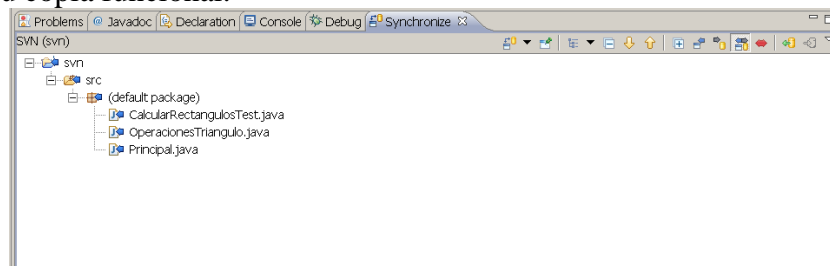 copia funcional.
Problems Javadoc Declaration Console Debug Synchronize
SVN (svn)
svn
src
(default package)
CalcularRectangulosTest.java
OperacionesTriangulo.java
Principal.java